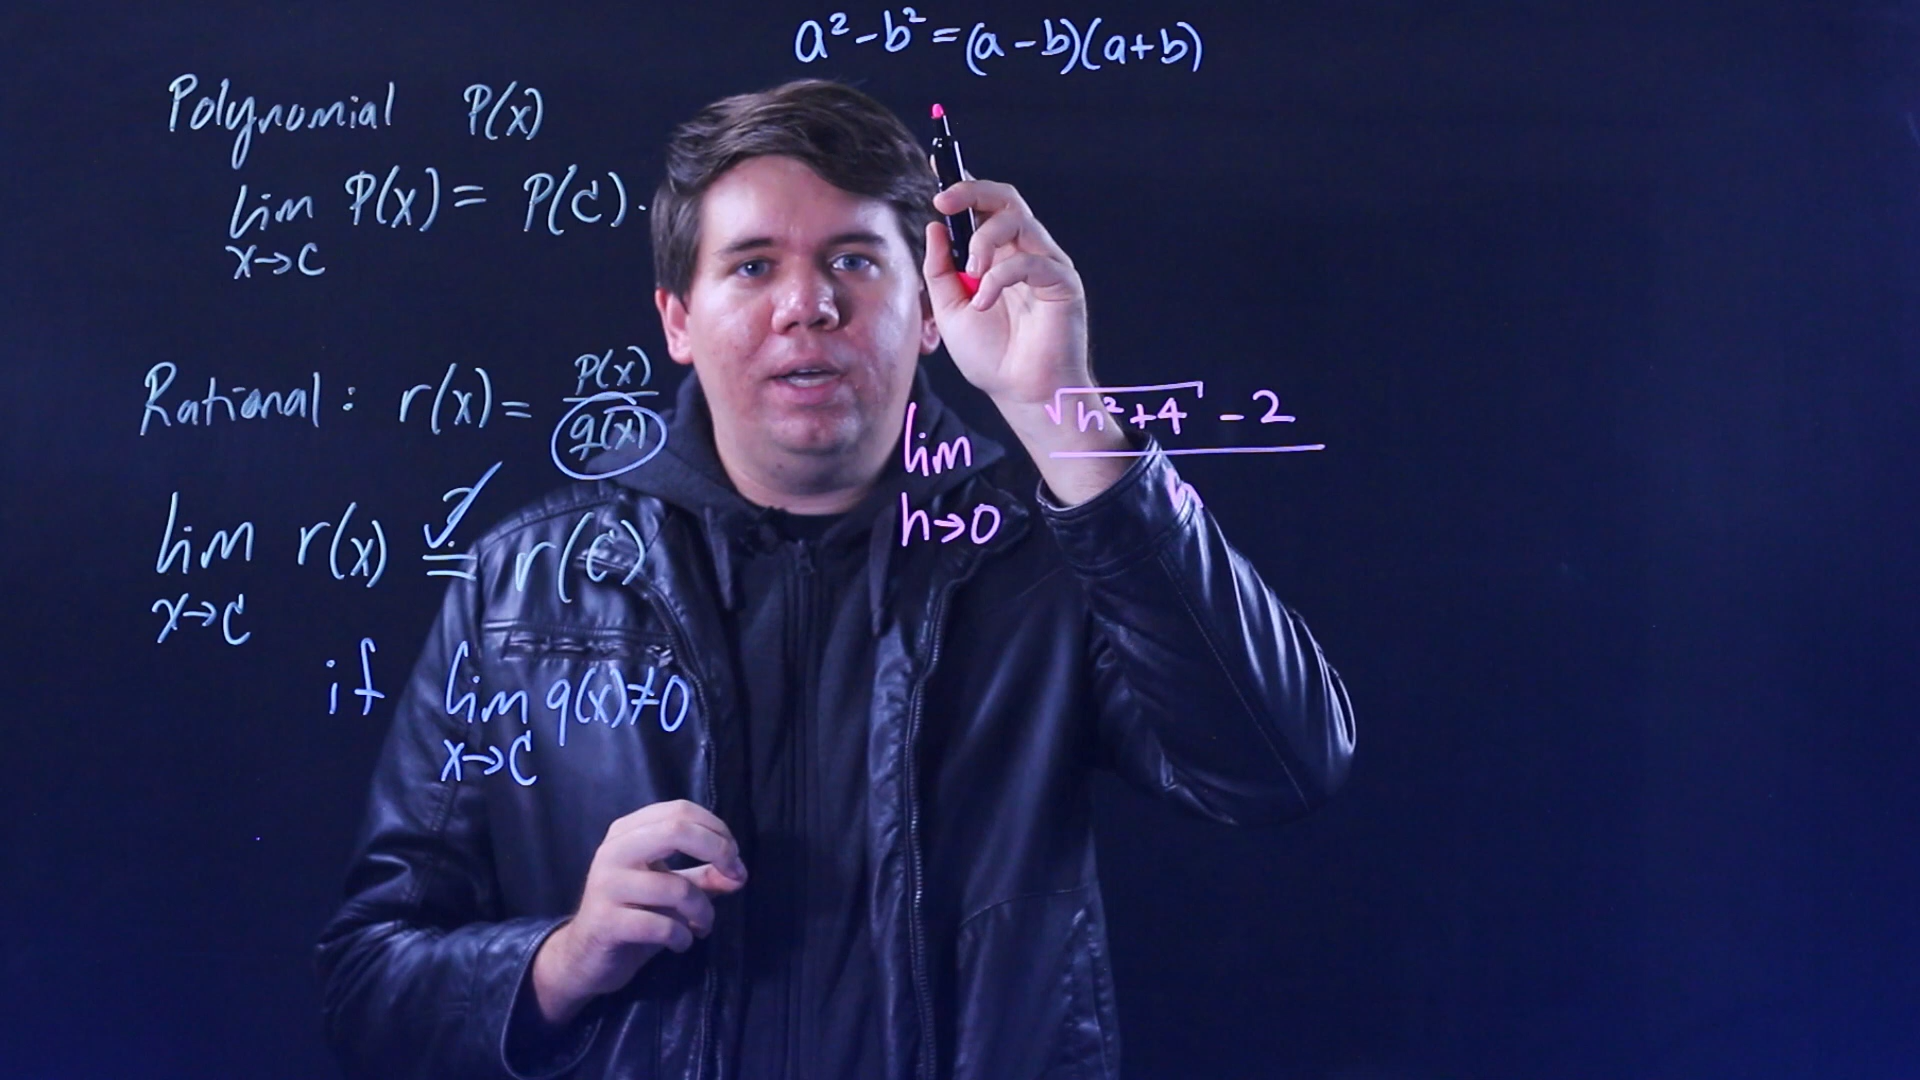 a² - b² = (a - b)(a + b)
Polynomial P(x)
lim P(x) = P(c).
x→c
Rational: r(x) = p(x)
q(x)
lim r(x) =? ✓ r(c)
x→c
if lim q(x) ≠ 0
x→c
lim √(h²+4) - 2
h→0 h